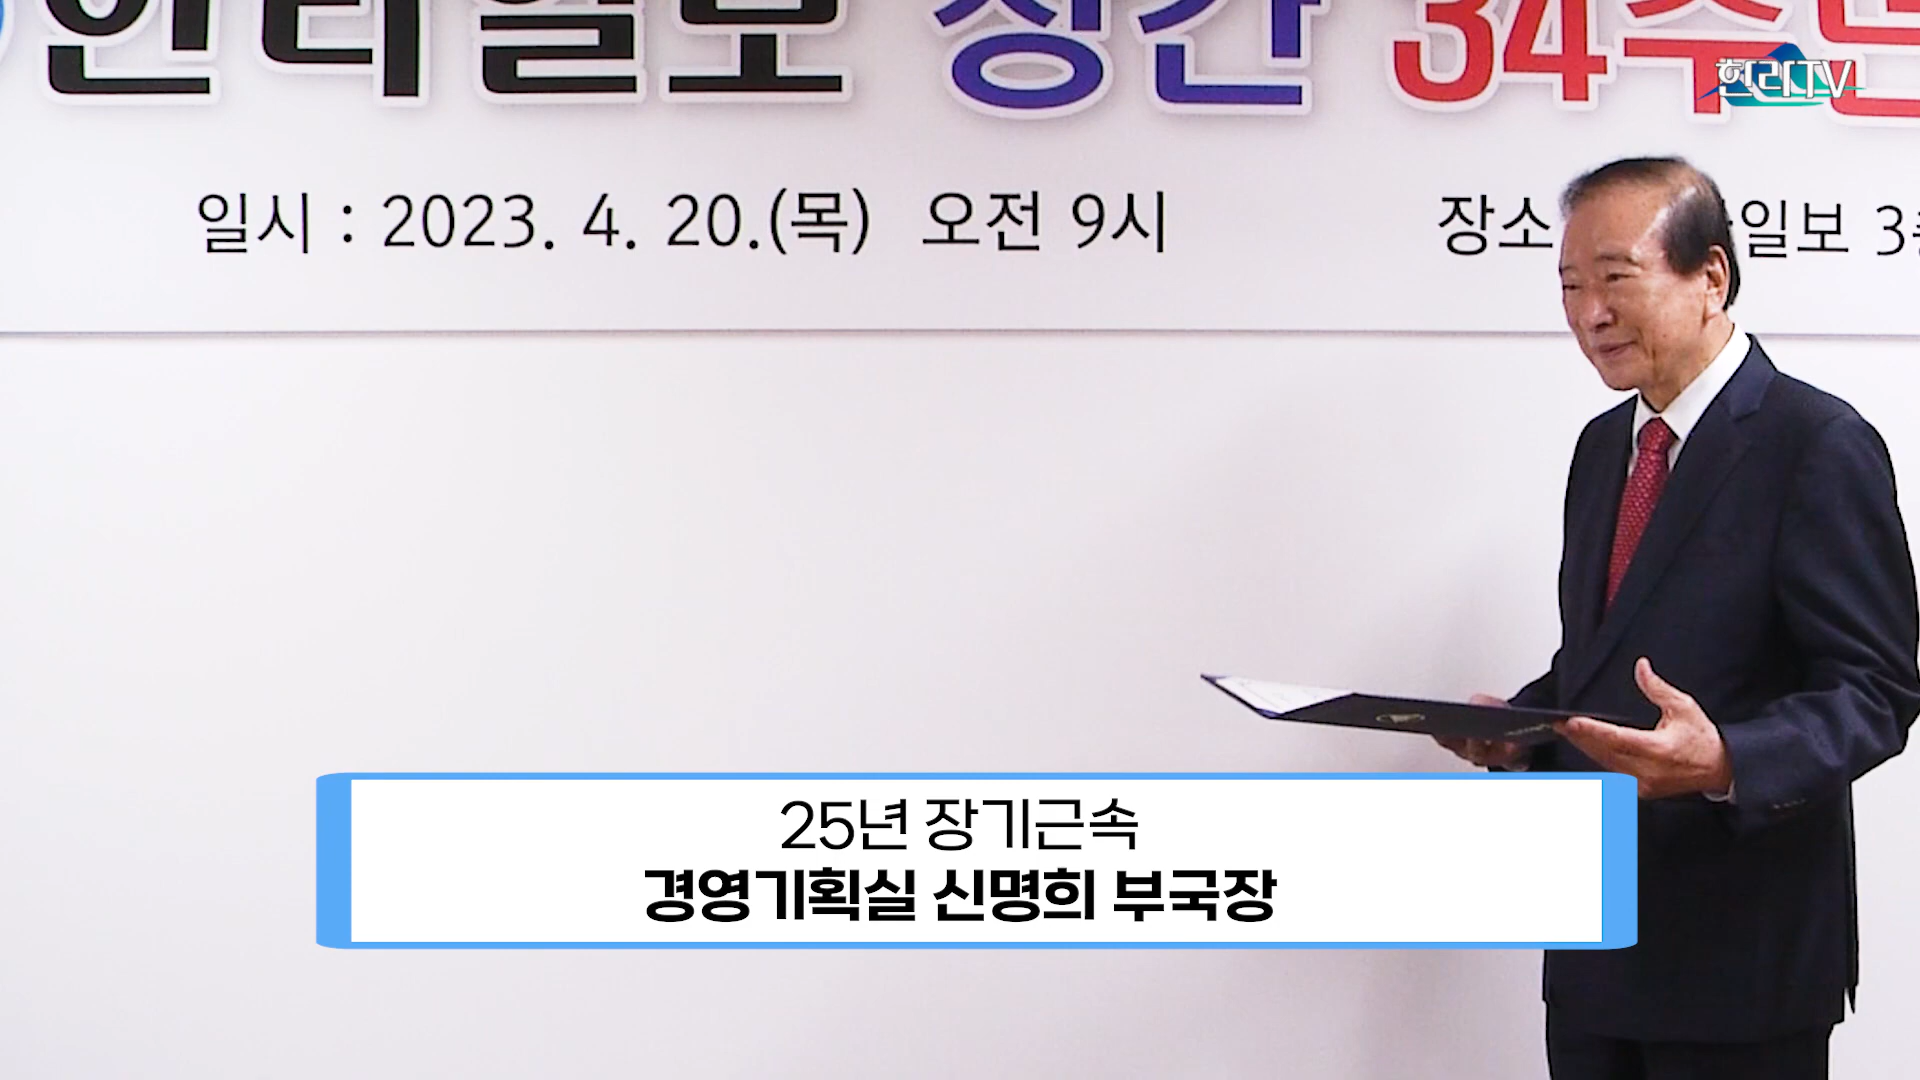 한라일보 창간 34주년
한라TV
일시 : 2023. 4. 20.(목) 오전 9시
장소 일보 3층
25년 장기근속
경영기획실 신명희 부국장